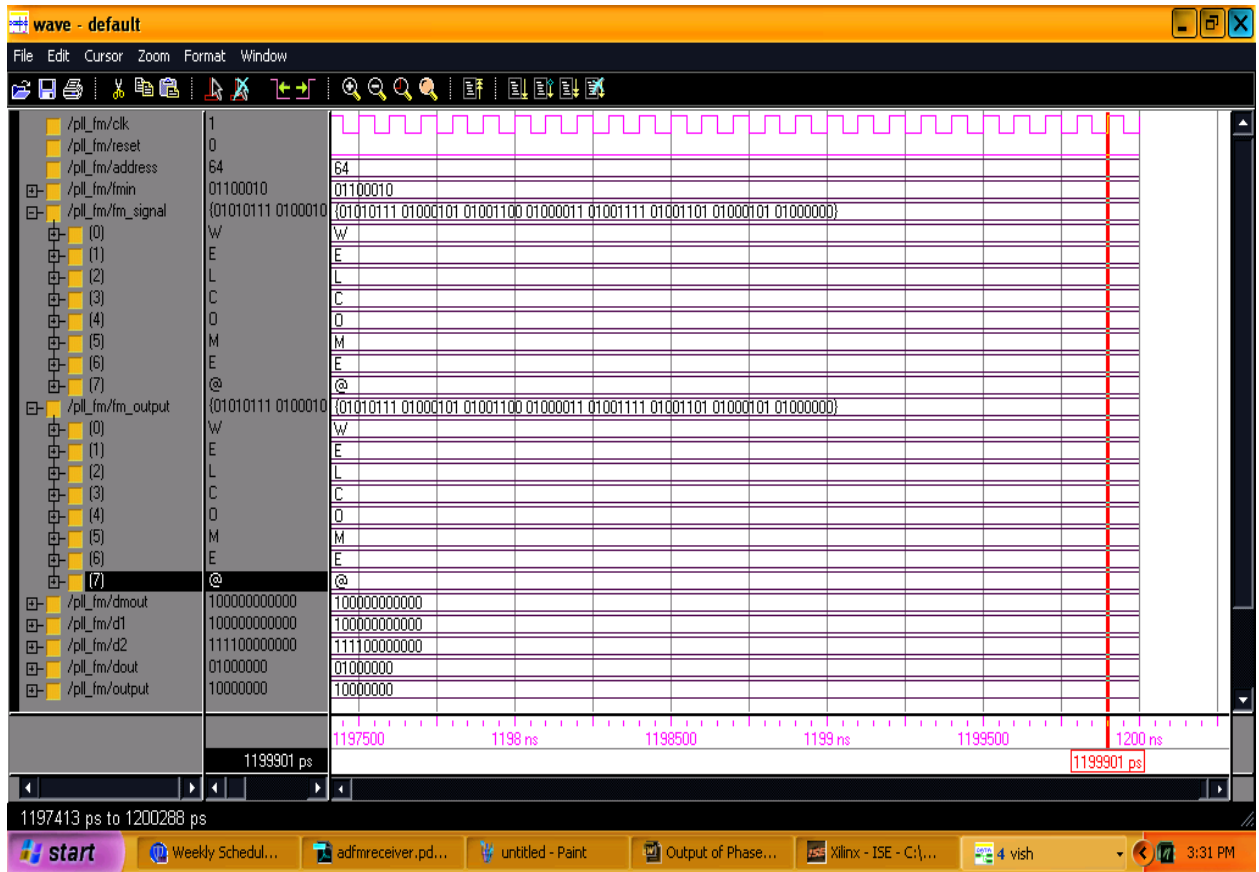 wave - default
File Edit Cursor Zoom Format Window
/pll_fm/clk 1
/pll_fm/reset 0
/pll_fm/address 64 64
/pll_fm/fmin 01100010 01100010
/pll_fm/fm_signal {01010111 0100010 {01010111 01000101 01001100 01000011 01001111 01001101 01000101 01000000}
(0) W W
(1) E E
(2) L L
(3) C C
(4) O O
(5) M M
(6) E E
(7) @ @
/pll_fm/fm_output {01010111 0100010 {01010111 01000101 01001100 01000011 01001111 01001101 01000101 01000000}
(0) W W
(1) E E
(2) L L
(3) C C
(4) O O
(5) M M
(6) E E
(7) @ @
/pll_fm/dmout 100000000000 100000000000
/pll_fm/d1 100000000000 100000000000
/pll_fm/d2 111100000000 111100000000
/pll_fm/dout 01000000 01000000
/pll_fm/output 10000000 10000000
1197500 1198 ns 1198500 1199 ns 1199500 1200 ns
1199901 ps 1199901 ps
1197413 ps to 1200288 ps
start Weekly Schedul... adfmreceiver.pd... untitled - Paint Output of Phase... Xilinx - ISE - C:\... 4 vish 3:31 PM